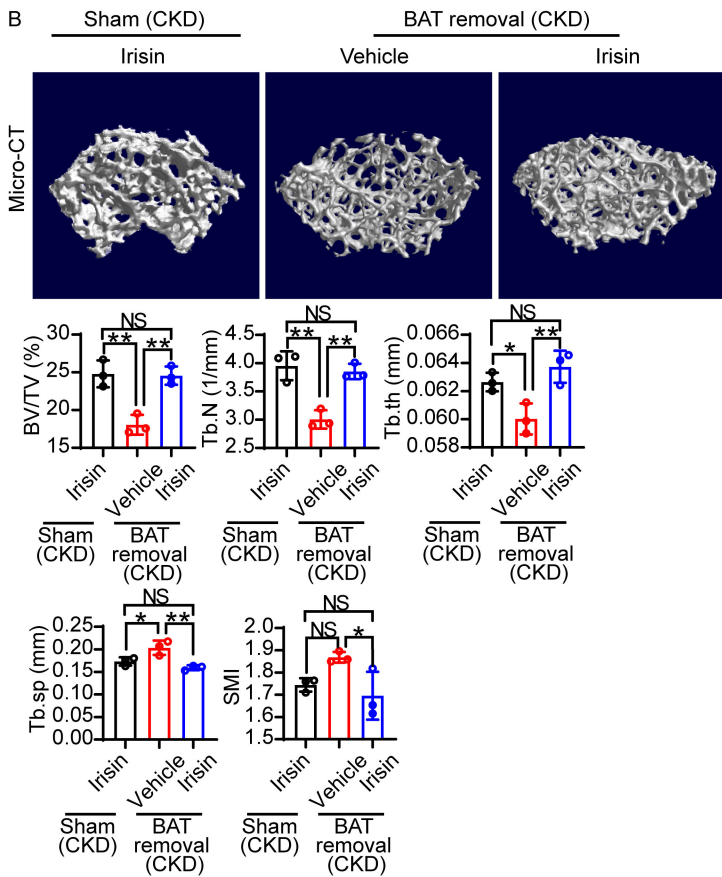 B
Sham (CKD)
BAT removal (CKD)
Irisin
Vehicle
Irisin
Micro-CT
BV/TV (%)
30
25
20
15
NS
**
**
Irisin
Vehicle
Irisin
Sham
(CKD)
BAT
removal
(CKD)
Tb.N (1/mm)
4.5
4.0
3.5
3.0
2.5
NS
**
**
Irisin
Vehicle
Irisin
Sham
(CKD)
BAT
removal
(CKD)
Tb.th (mm)
0.066
0.064
0.062
0.060
0.058
NS
*
**
Irisin
Vehicle
Irisin
Sham
(CKD)
BAT
removal
(CKD)
Tb.sp (mm)
0.25
0.20
0.15
0.10
0.05
0.00
NS
*
**
Irisin
Vehicle
Irisin
Sham
(CKD)
BAT
removal
(CKD)
SMI
2.0
1.9
1.8
1.7
1.6
1.5
NS
NS
*
Irisin
Vehicle
Irisin
Sham
(CKD)
BAT
removal
(CKD)